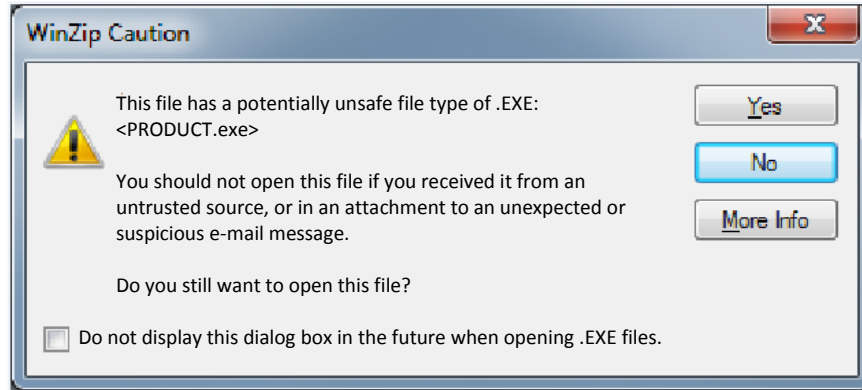 WinZip Caution
This file has a potentially unsafe file type of .EXE:
<PRODUCT.exe>
You should not open this file if you received it from an
untrusted source, or in an attachment to an unexpected or
suspicious e-mail message.
Do you still want to open this file?
Yes
No
More Info
Do not display this dialog box in the future when opening .EXE files.